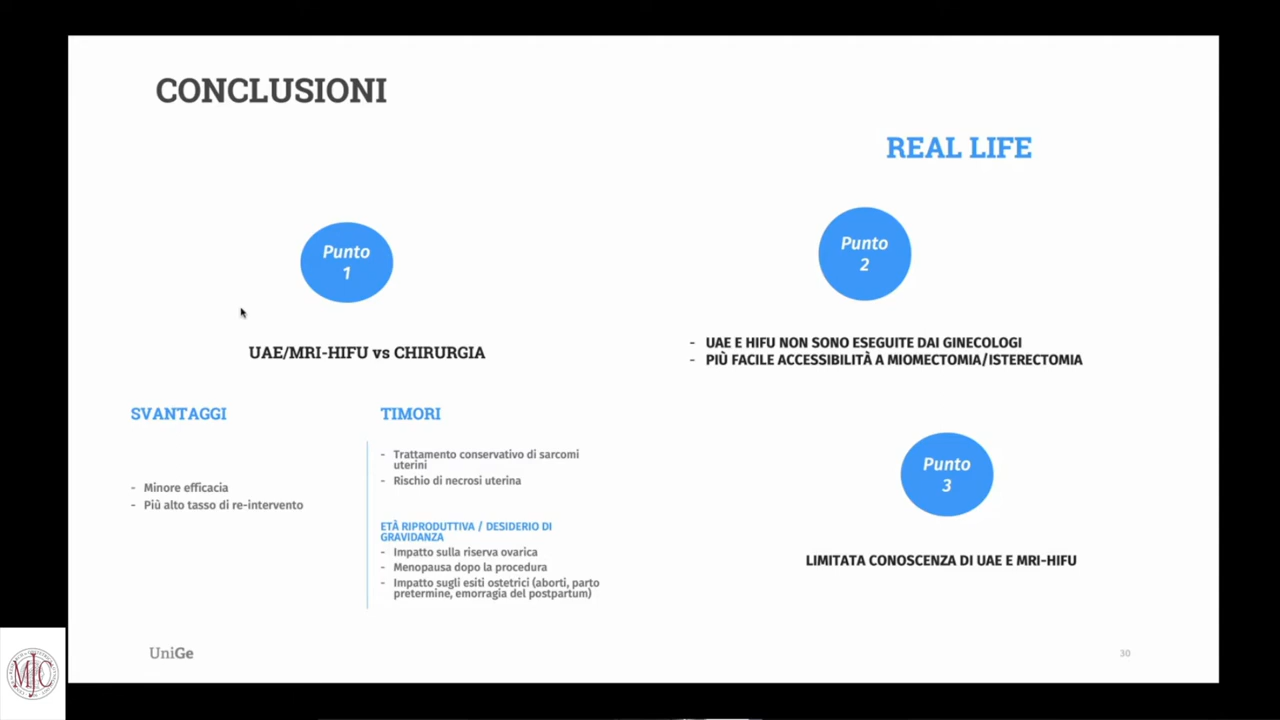 CONCLUSIONI
REAL LIFE
Punto
1
UAE/MRI-HIFU vs CHIRURGIA
SVANTAGGI
- Minore efficacia
- Più alto tasso di re-intervento
TIMORI
- Trattamento conservativo di sarcomi
uterini
- Rischio di necrosi uterina
ETÀ RIPRODUTTIVA / DESIDERIO DI
GRAVIDANZA
- Impatto sulla riserva ovarica
- Menopausa dopo la procedura
- Impatto sugli esiti ostetrici (aborti, parto
pretermine, emorragia del postpartum)
Punto
2
- UAE E HIFU NON SONO ESEGUITE DAI GINECOLOGI
- PIÙ FACILE ACCESSIBILITÀ A MIOMECTOMIA/ISTERECTOMIA
Punto
3
LIMITATA CONOSCENZA DI UAE E MRI-HIFU
UniGe
30
MJC